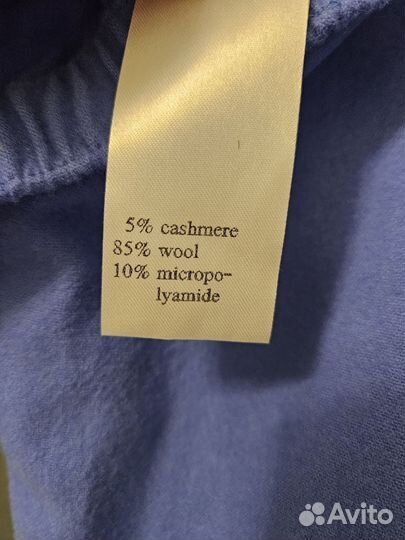 5% cashmere
85% wool
10% micropo-
lyamide
Avito